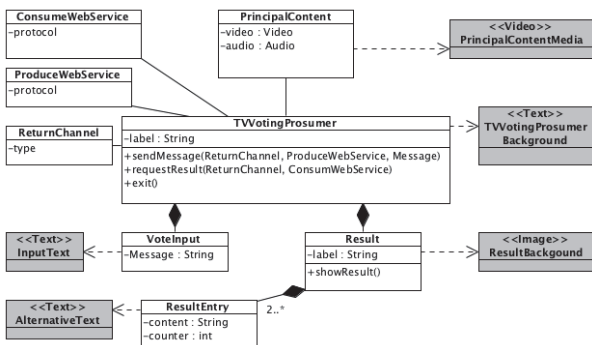 ConsumeWebService
-protocol
PrincipalContent
-video : Video
-audio : Audio
<<Video>>
PrincipalContentMedia
ProduceWebService
-protocol
ReturnChannel
-type
TVVotingProsumer
-label : String
+sendMessage(ReturnChannel, ProduceWebService, Message)
+requestResult(ReturnChannel, ConsumWebService)
+exit()
<<Text>>
TVVotingProsumer
Background
<<Text>>
InputText
VoteInput
-Message : String
Result
-label : String
+showResult()
<<Image>>
ResultBackgound
<<Text>>
AlternativeText
ResultEntry
-content : String
-counter : int
2..*